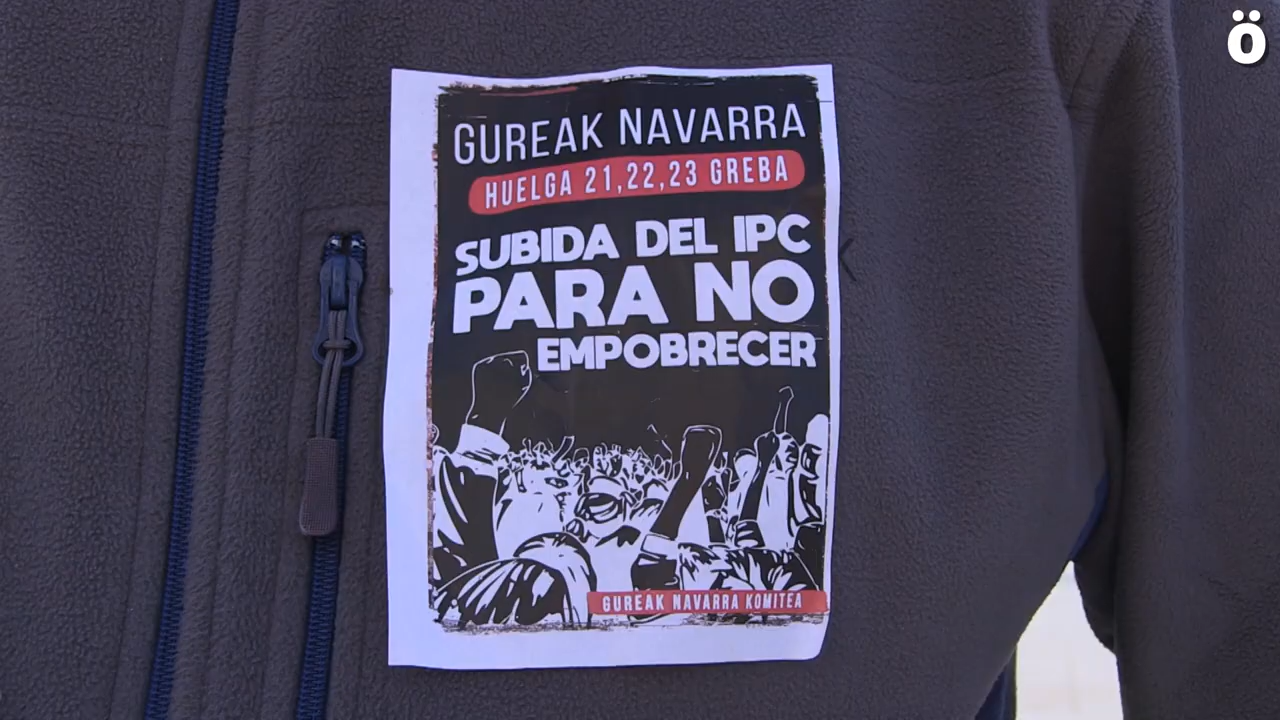 ö
GUREAK NAVARRA
HUELGA 21,22,23 GREBA
SUBIDA DEL IPC
PARA NO
EMPOBRECER
GUREAK NAVARRA KOMITEA